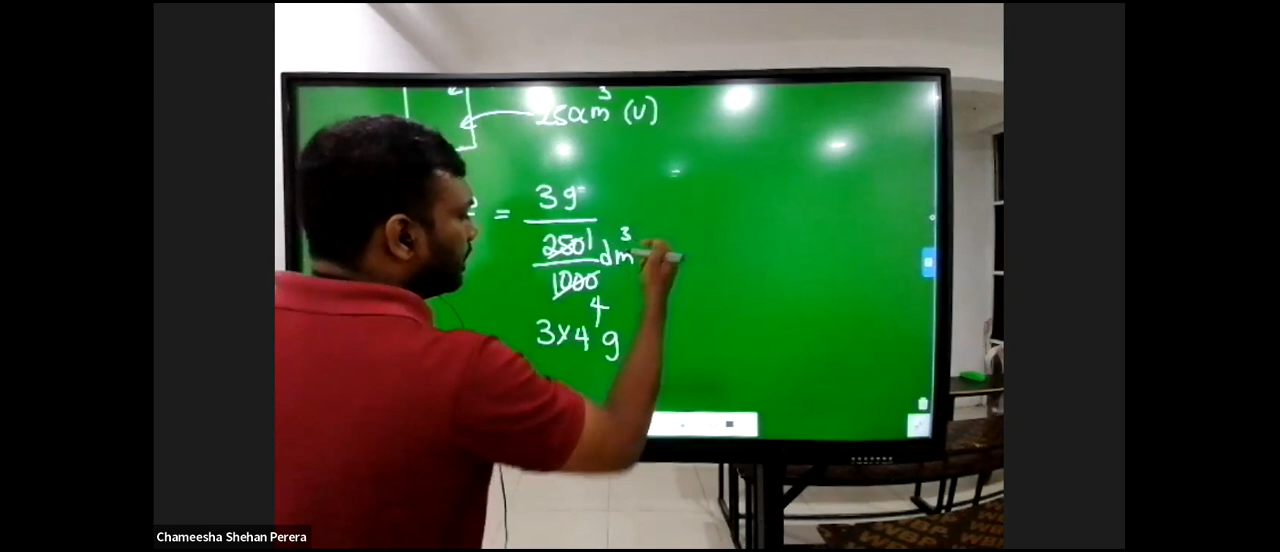 250cm³ (V)
= 3g
250 1 dm³
1000
4
3×4 g
Chameesha Shehan Perera